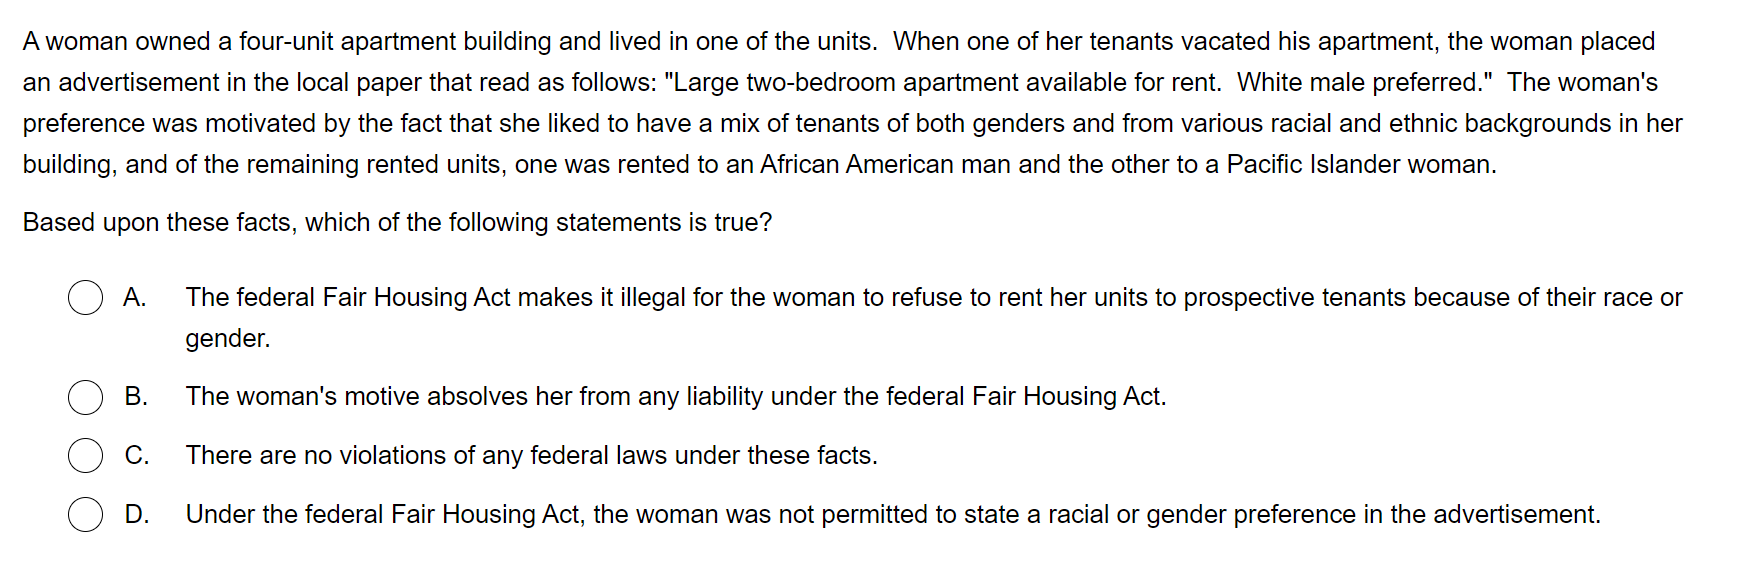 A woman owned a four-unit apartment building and lived in one of the units.  When one of her tenants vacated his apartment, the woman placed
an advertisement in the local paper that read as follows: "Large two-bedroom apartment available for rent.  White male preferred."  The woman's
preference was motivated by the fact that she liked to have a mix of tenants of both genders and from various racial and ethnic backgrounds in her
building, and of the remaining rented units, one was rented to an African American man and the other to a Pacific Islander woman.
Based upon these facts, which of the following statements is true?
A. The federal Fair Housing Act makes it illegal for the woman to refuse to rent her units to prospective tenants because of their race or
gender.
B. The woman's motive absolves her from any liability under the federal Fair Housing Act.
C. There are no violations of any federal laws under these facts.
D. Under the federal Fair Housing Act, the woman was not permitted to state a racial or gender preference in the advertisement.